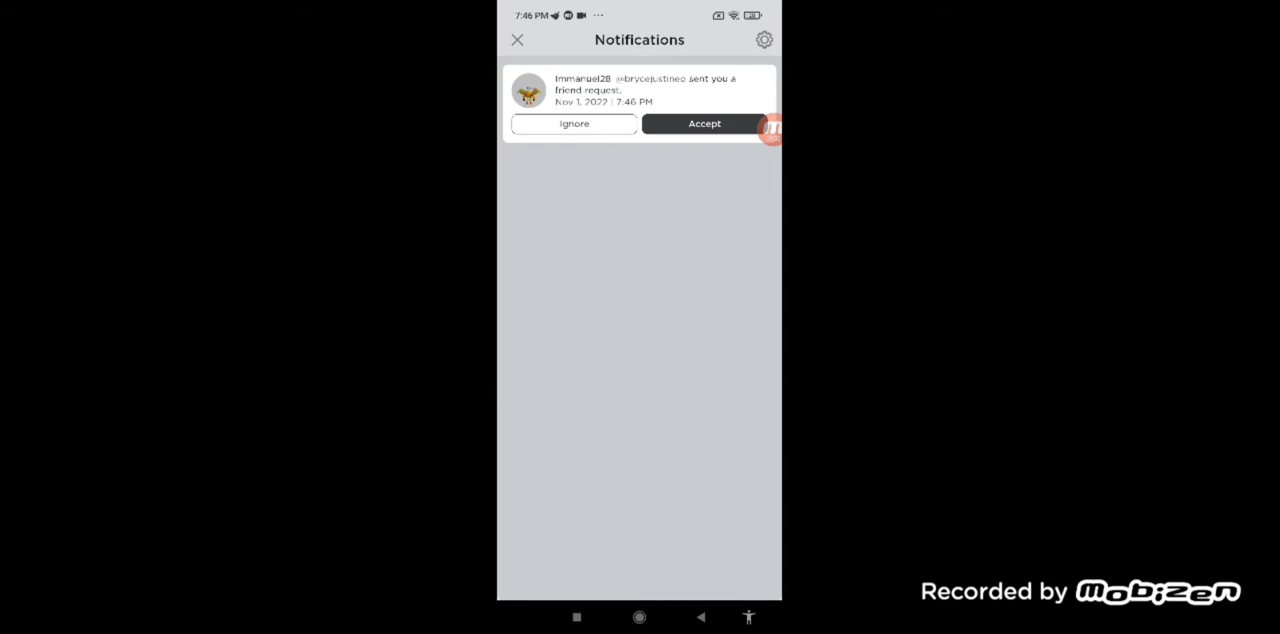 7:46 PM
Notifications
Immanuel28 @brycejustineq sent you a
friend request.
Nov 1, 2022 | 7:46 PM
Ignore
Accept
Recorded by mobizen